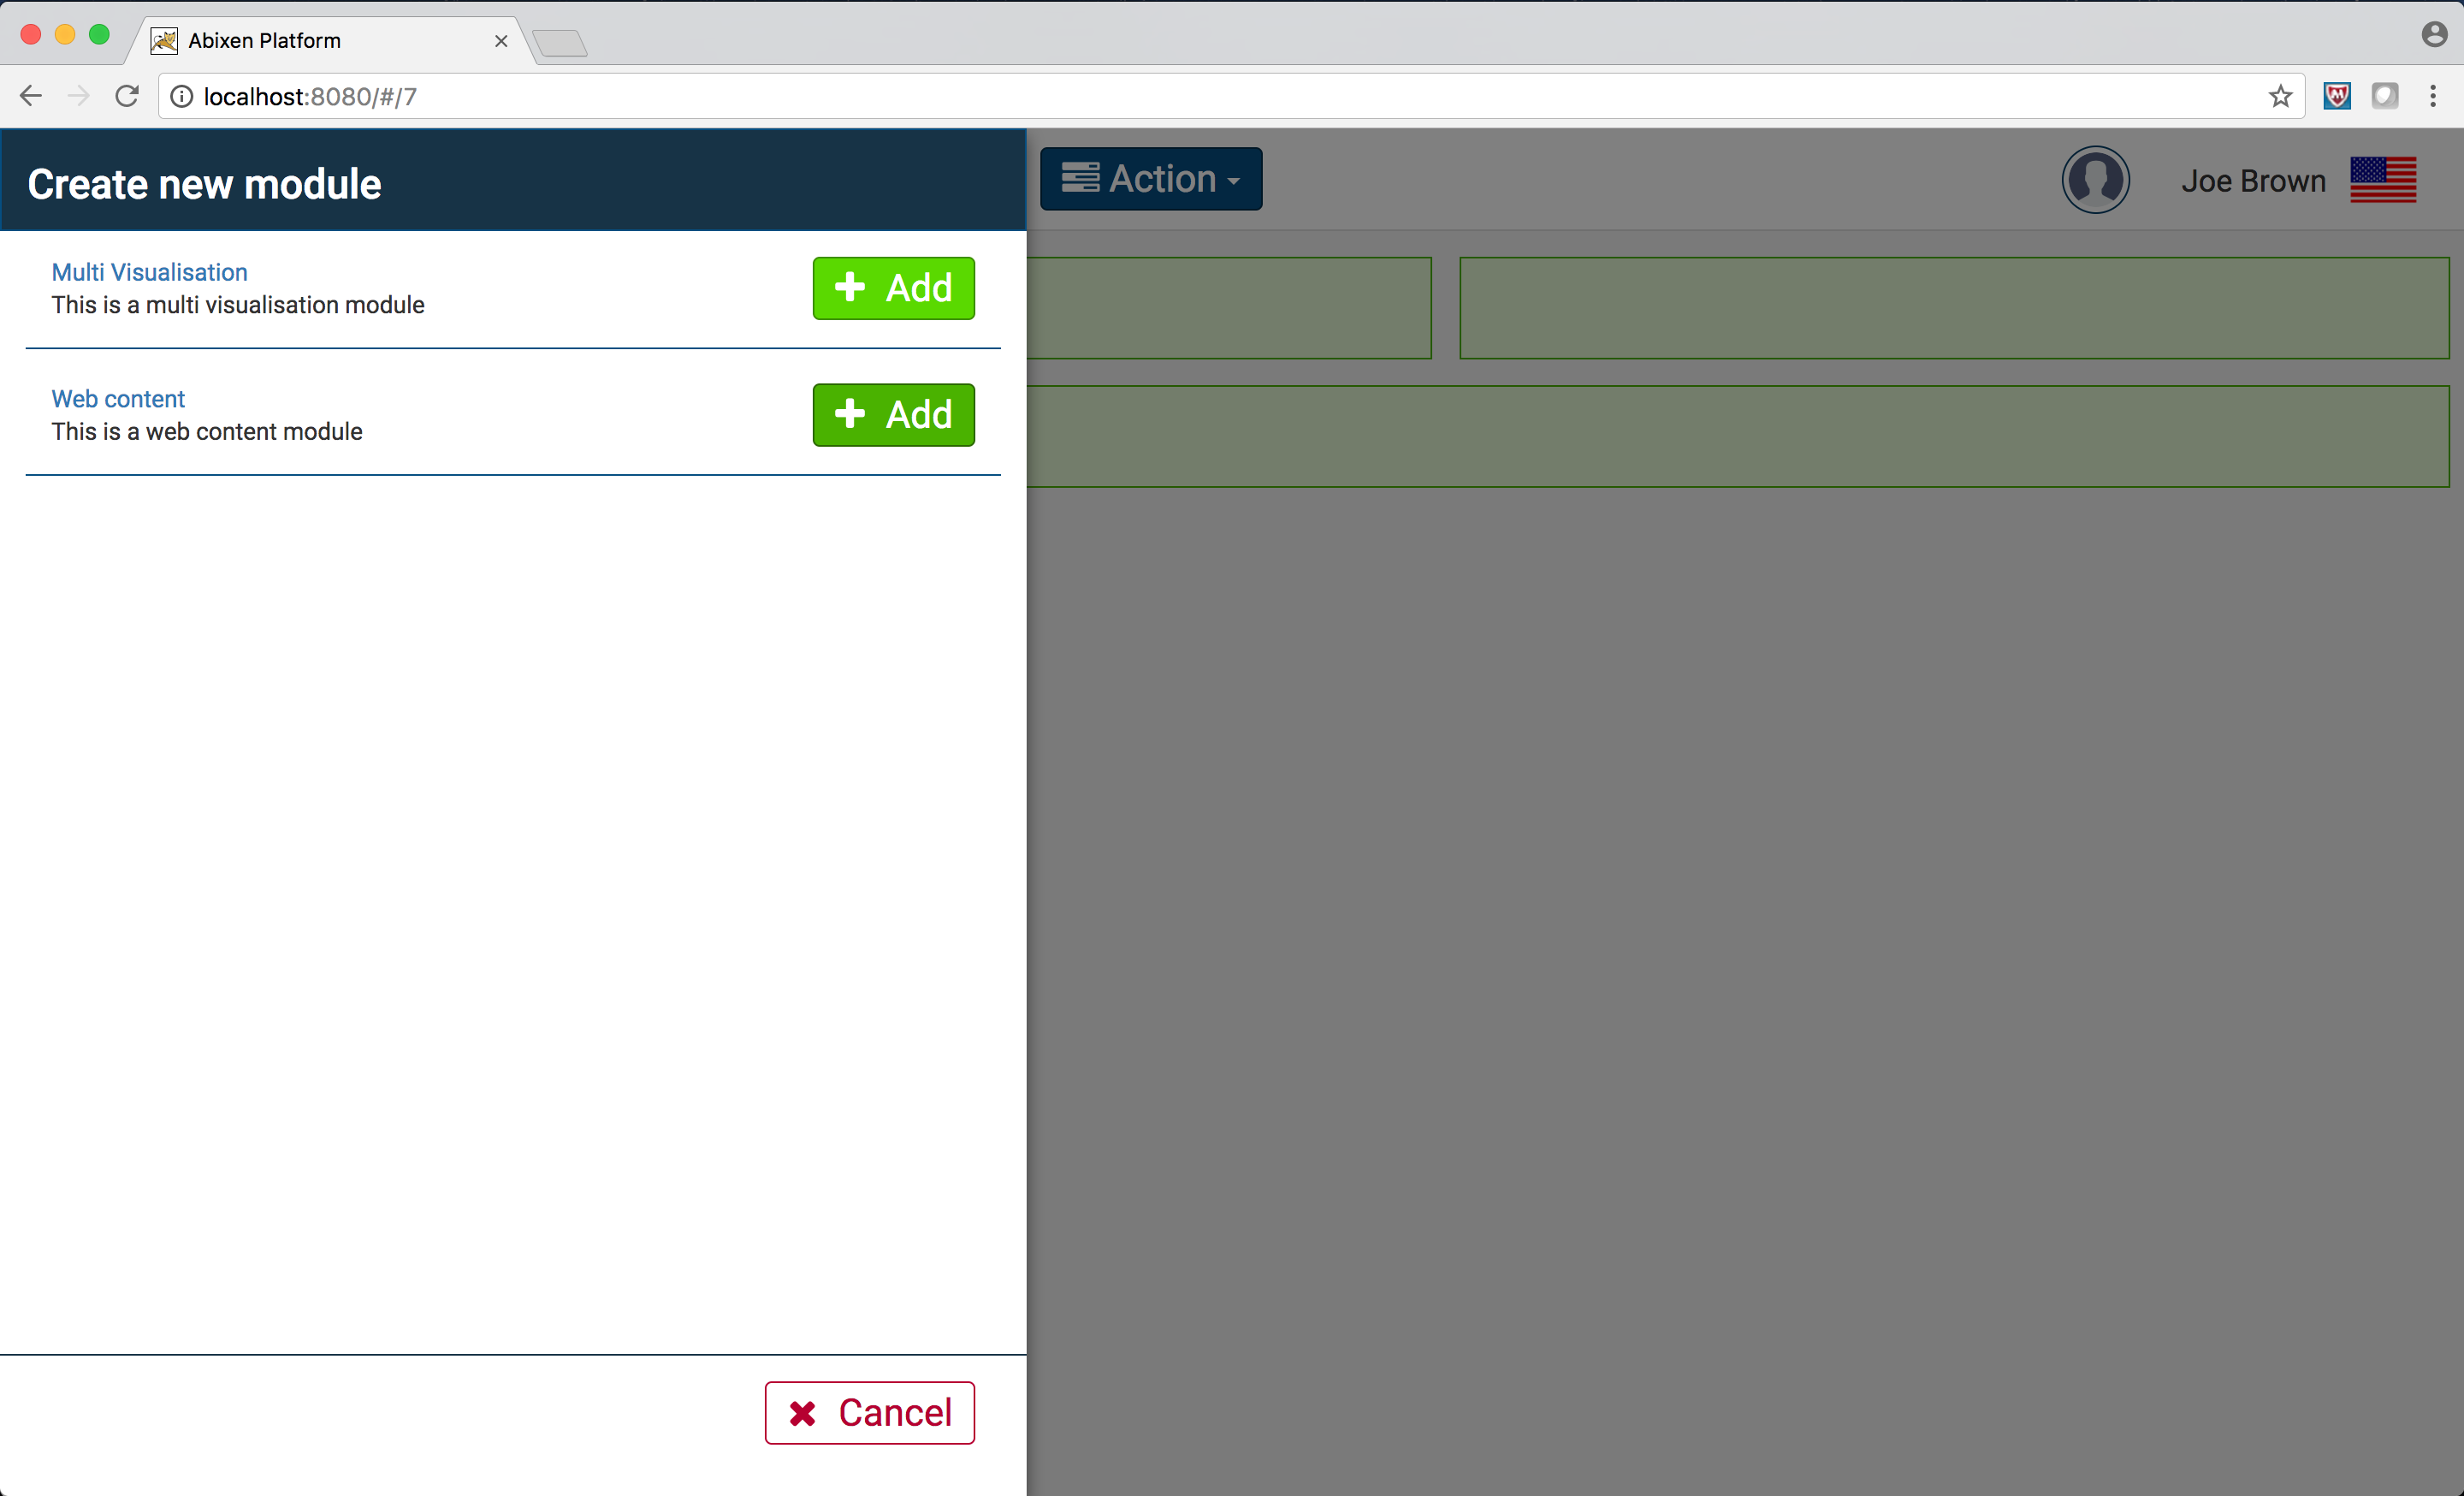 Abixen Platform
localhost:8080/#/7
Create new module
Action
Joe Brown
Multi Visualisation
This is a multi visualisation module
Add
Web content
This is a web content module
Add
Cancel